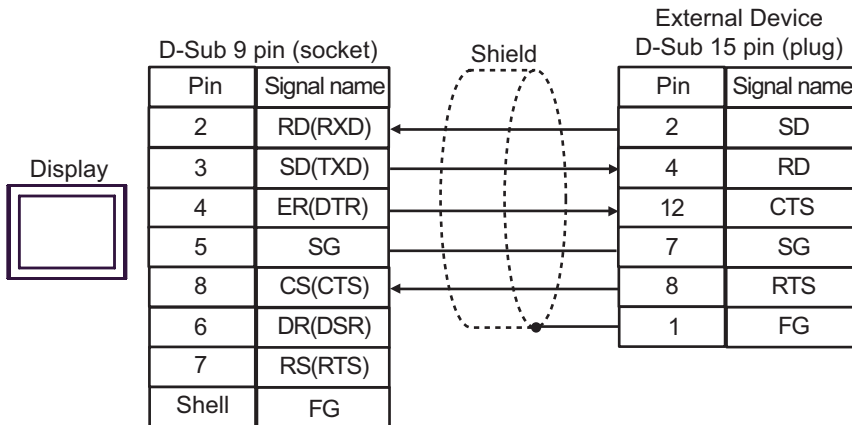 External Device
D-Sub 9 pin (socket) Shield D-Sub 15 pin (plug)
Pin Signal name Pin Signal name
2 RD(RXD) 2 SD
Display 3 SD(TXD) 4 RD
4 ER(DTR) 12 CTS
5 SG 7 SG
8 CS(CTS) 8 RTS
6 DR(DSR) 1 FG
7 RS(RTS)
Shell FG